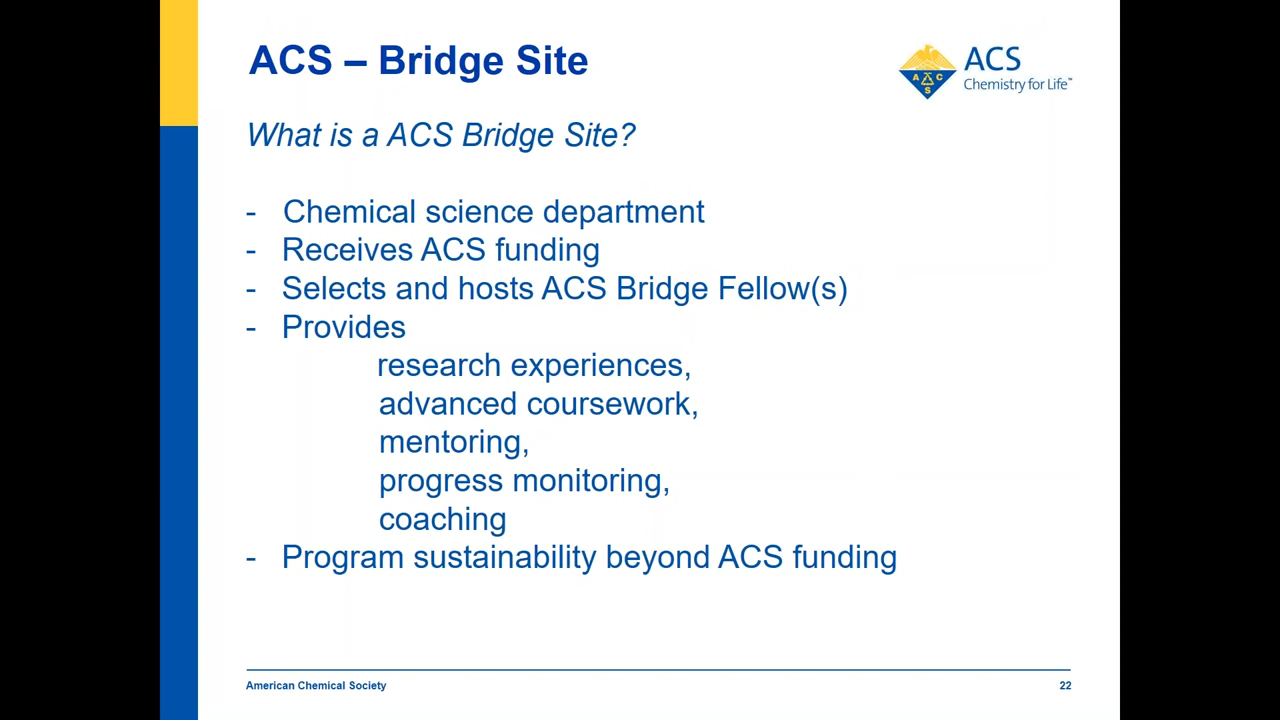 ACS – Bridge Site
A C S
ACS
Chemistry for Life™
What is a ACS Bridge Site?
- Chemical science department
- Receives ACS funding
- Selects and hosts ACS Bridge Fellow(s)
- Provides
research experiences,
advanced coursework,
mentoring,
progress monitoring,
coaching
- Program sustainability beyond ACS funding
American Chemical Society
22